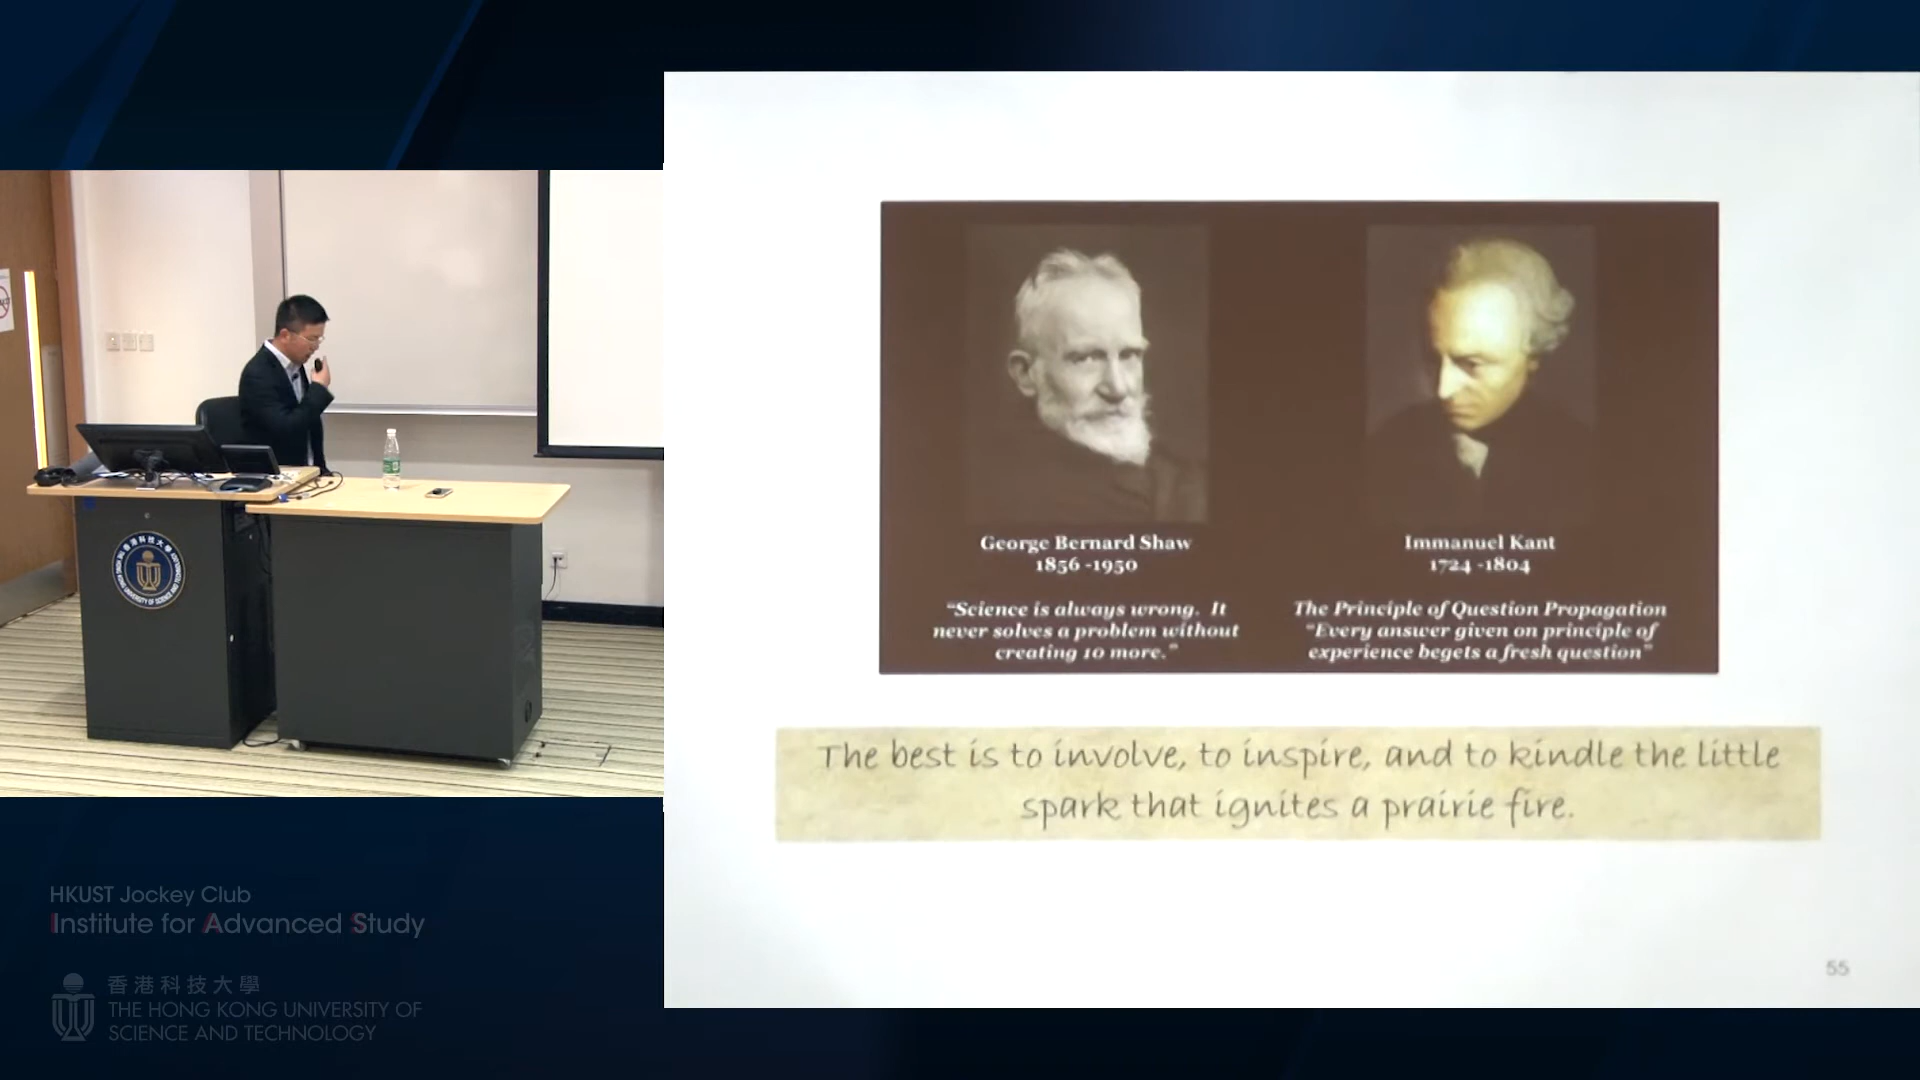 George Bernard Shaw
1856 -1950
"Science is always wrong. It
never solves a problem without
creating 10 more."
Immanuel Kant
1724 -1804
The Principle of Question Propagation
"Every answer given on principle of
experience begets a fresh question"
The best is to involve, to inspire, and to kindle the little
spark that ignites a prairie fire.
55
HKUST Jockey Club
Institute for Advanced Study
香港科技大學
THE HONG KONG UNIVERSITY OF
SCIENCE AND TECHNOLOGY